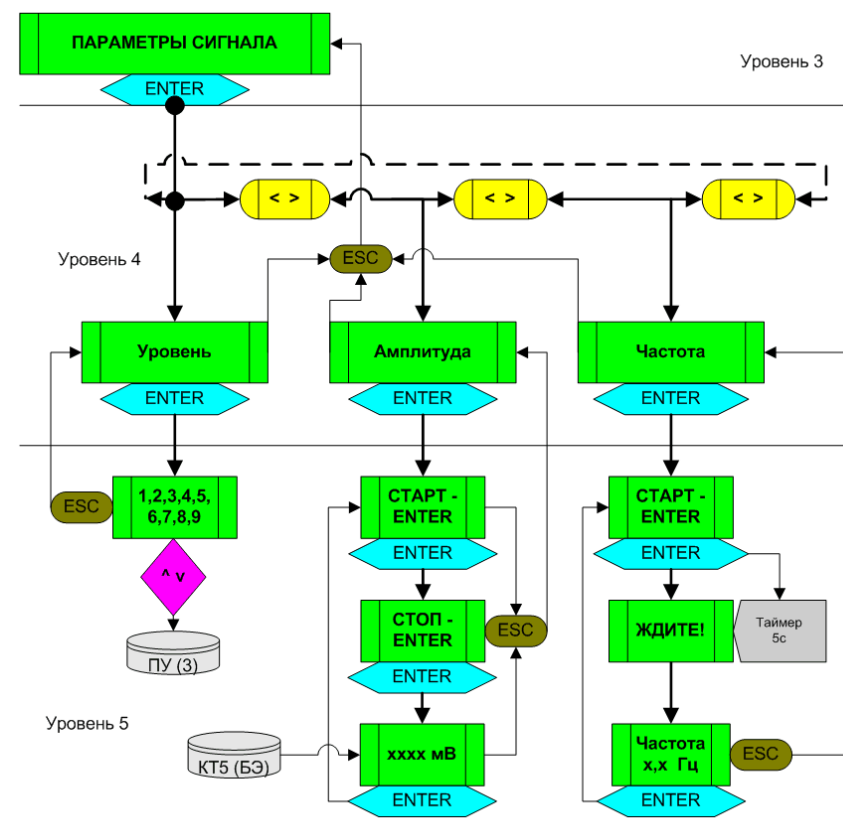 ПАРАМЕТРЫ СИГНАЛА
Уровень 3
ENTER
< >
< >
< >
Уровень 4
ESC
Уровень
Амплитуда
Частота
ENTER
ENTER
ENTER
ESC
1,2,3,4,5,
6,7,8,9
СТАРТ -
ENTER
СТАРТ -
ENTER
ENTER
ENTER
^ v
СТОП -
ENTER
ESC
ЖДИТЕ!
Таймер
5с
ПУ (3)
ENTER
Уровень 5
КТ5 (БЭ)
хххх мВ
Частота
х,х Гц
ESC
ENTER
ENTER